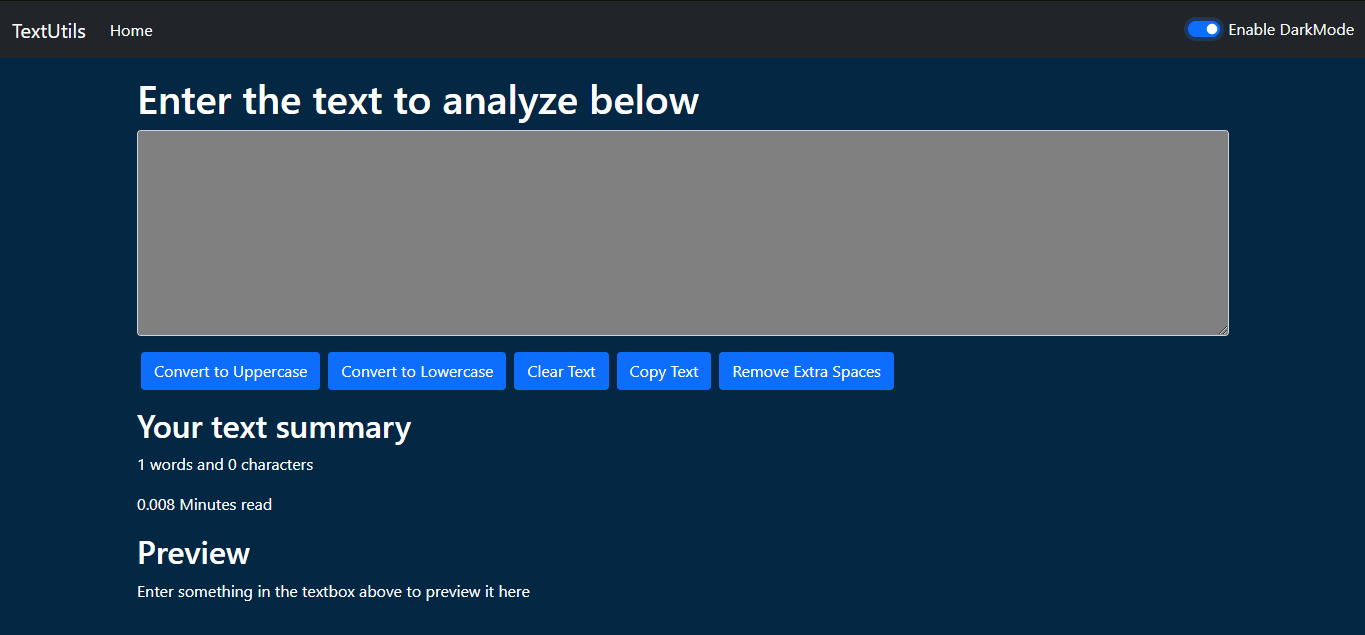 TextUtils Home Enable DarkMode
Enter the text to analyze below
Convert to Uppercase Convert to Lowercase Clear Text Copy Text Remove Extra Spaces
Your text summary
1 words and 0 characters
0.008 Minutes read
Preview
Enter something in the textbox above to preview it here